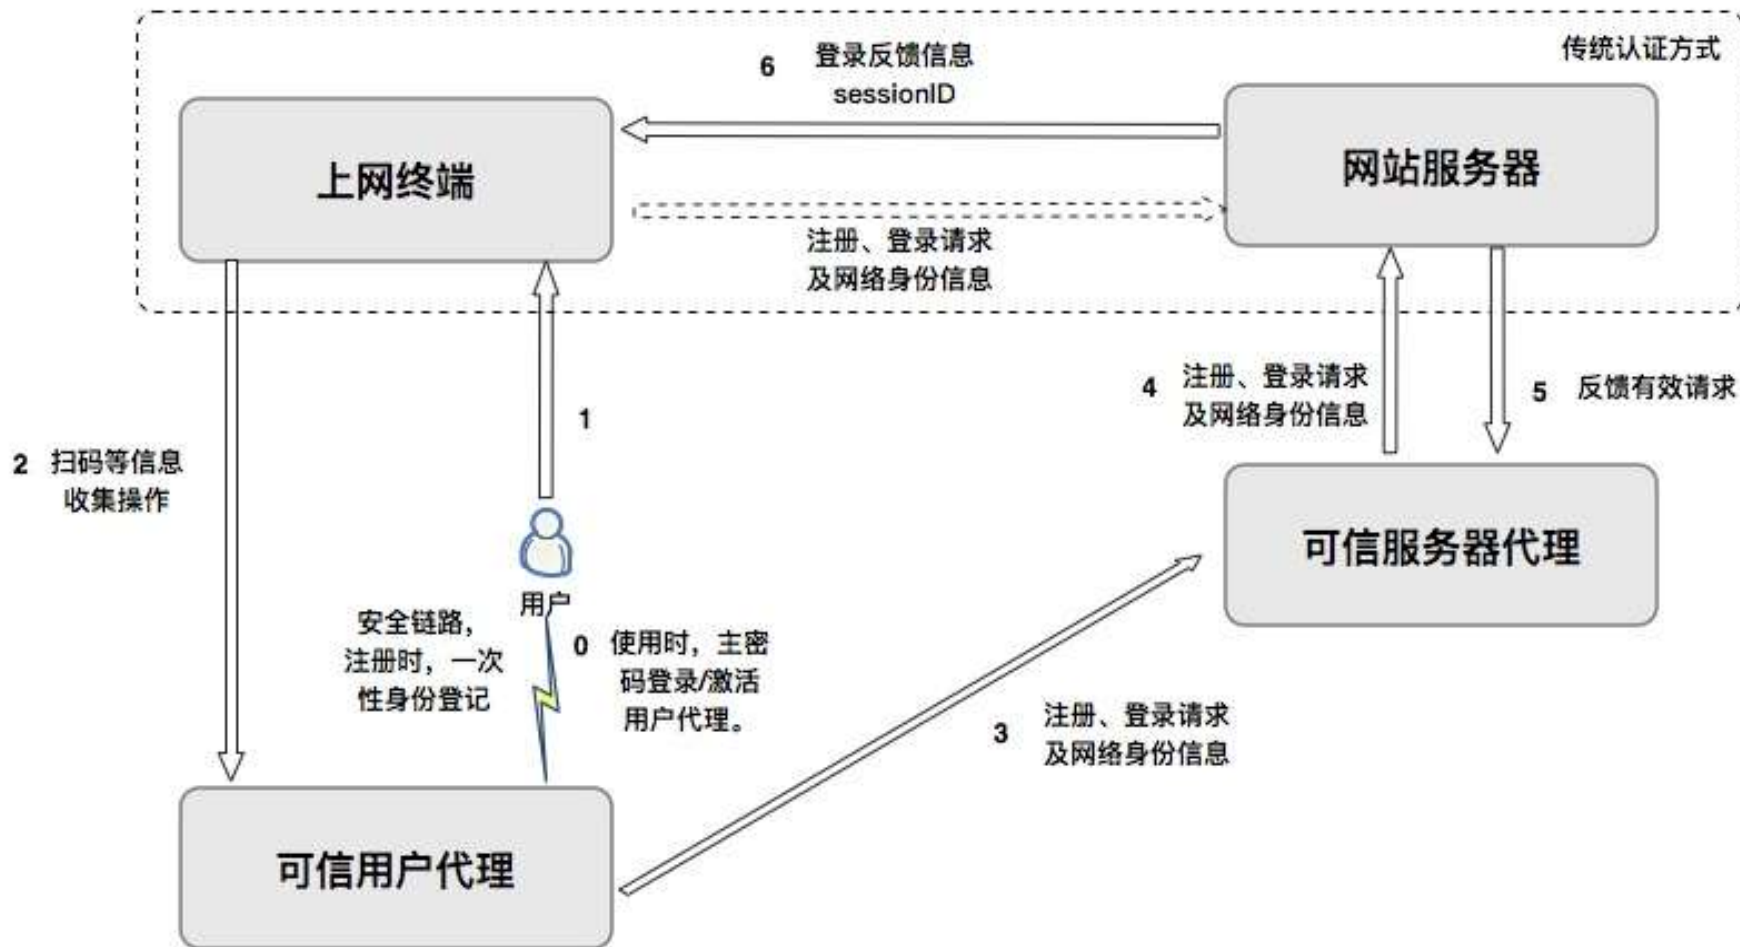 传统认证方式
6
登录反馈信息
sessionID
上网终端
网站服务器
注册、登录请求
及网络身份信息
4
注册、登录请求
及网络身份信息
5
反馈有效请求
1
2
扫码等信息
收集操作
可信服务器代理
用户
安全链路，
注册时，一次
性身份登记
0
使用时，主密
码登录/激活
用户代理。
3
注册、登录请求
及网络身份信息
可信用户代理